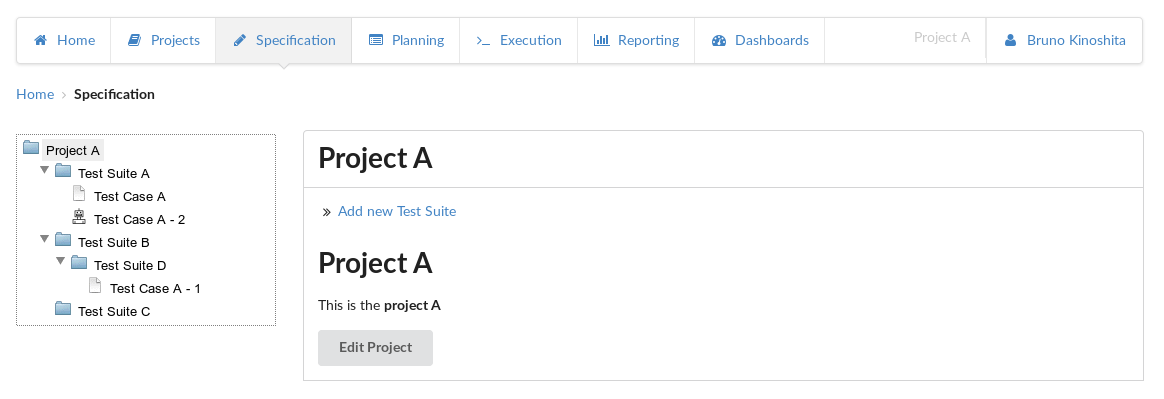 Home Projects Specification Planning Execution Reporting Dashboards Project A Bruno Kinoshita
Home Specification
Project A
Test Suite A
Test Case A
Test Case A - 2
Test Suite B
Test Suite D
Test Case A - 1
Test Suite C
Project A
Add new Test Suite
Project A
This is the project A
Edit Project